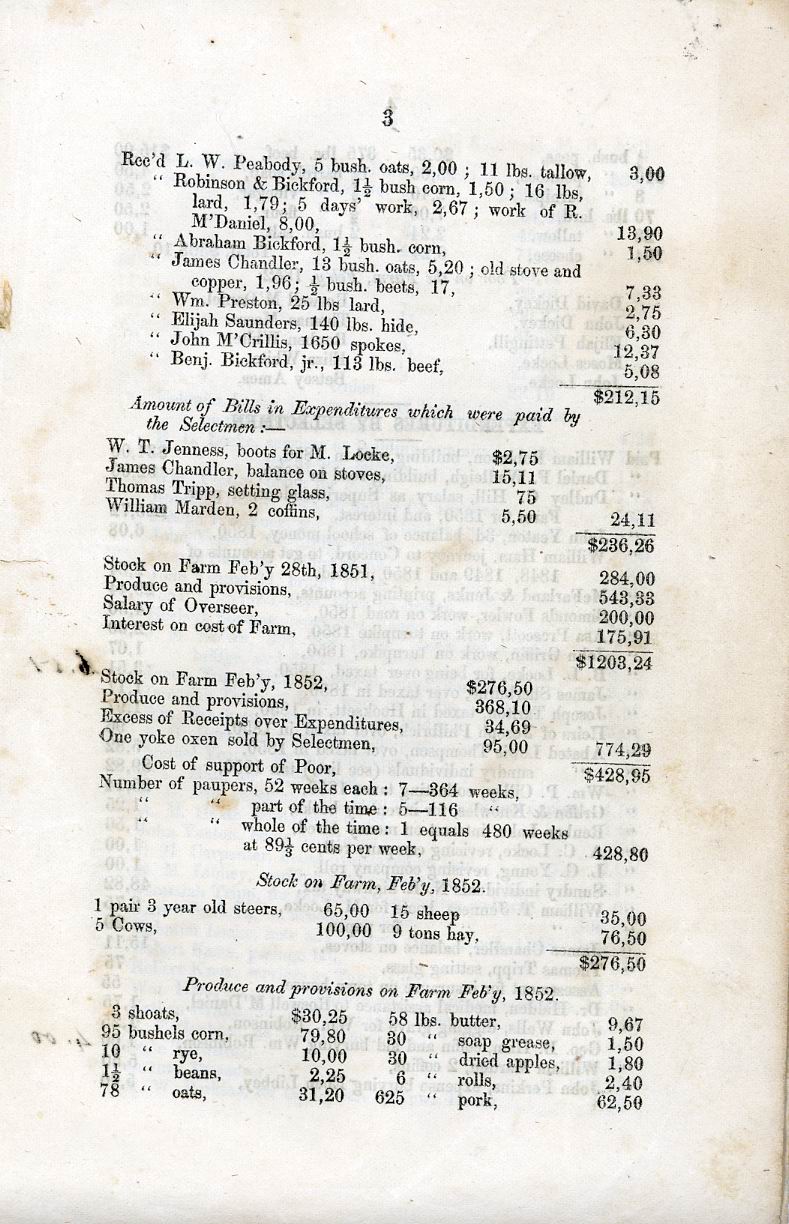 3
Rec’d L. W. Peabody, 5 bush. oats, 2,00 ; 11 lbs. tallow, 3,00
“ Robinson & Bickford, 1½ bush corn, 1,50 ; 16 lbs,
lard, 1,79; 5 days’ work, 2,67 ; work of R.
M’Daniel, 8,00, 13,90
“ Abraham Bickford, 1½ bush. corn, 1,50
“ James Chandler, 13 bush. oats, 5,20 ; old stove and
copper, 1,96; ½ bush. beets, 17, 7,33
“ Wm. Preston, 25 lbs lard, 2,75
“ Elijah Saunders, 140 lbs. hide, 6,30
“ John M’Crillis, 1650 spokes, 12,37
“ Benj. Bickford, jr., 113 lbs. beef, 5,08
$212,15
Amount of Bills in Expenditures which were paid by
the Selectmen :—
W. T. Jenness, boots for M. Locke, $2,75
James Chandler, balance on stoves, 15,11
Thomas Tripp, setting glass, 75
William Marden, 2 coffins, 5,50 24,11
$236,26
Stock on Farm Feb’y 28th, 1851, 284,00
Produce and provisions, 543,33
Salary of Overseer, 200,00
Interest on cost of Farm, 175,91
$1203,24
Stock on Farm Feb’y, 1852, $276,50
Produce and provisions, 368,10
Excess of Receipts over Expenditures, 34,69
One yoke oxen sold by Selectmen, 95,00 774,29
Cost of support of Poor, $428,95
Number of paupers, 52 weeks each : 7—364 weeks,
“ “ part of the time : 5—116 “
“ “ whole of the time : 1 equals 480 weeks
at 89⅓ cents per week, 428,80
Stock on Farm, Feb’y, 1852.
1 pair 3 year old steers, 65,00 15 sheep 35,00
5 Cows, 100,00 9 tons hay, 76,50
$276,50
Produce and provisions on Farm Feb’y, 1852.
3 shoats, $30,25 58 lbs. butter, 9,67
95 bushels corn, 79,80 30 “ soap grease, 1,50
10 “ rye, 10,00 30 “ dried apples, 1,80
1½ “ beans, 2,25 6 “ rolls, 2,40
78 “ oats, 31,20 625 “ pork, 62,50